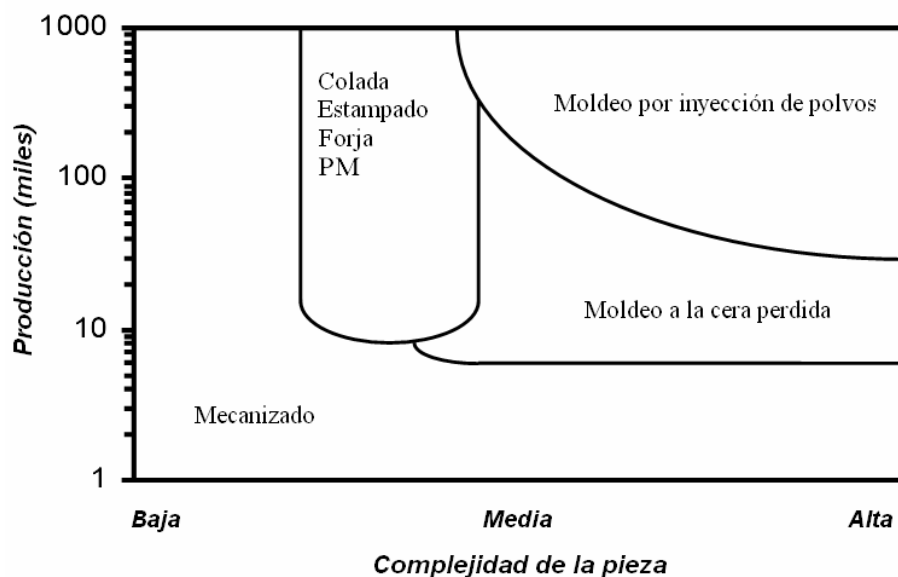 1000
Colada
Estampado
Forja
PM
Moldeo por inyección de polvos
100
Producción (miles)
Moldeo a la cera perdida
10
Mecanizado
1
Baja
Media
Alta
Complejidad de la pieza